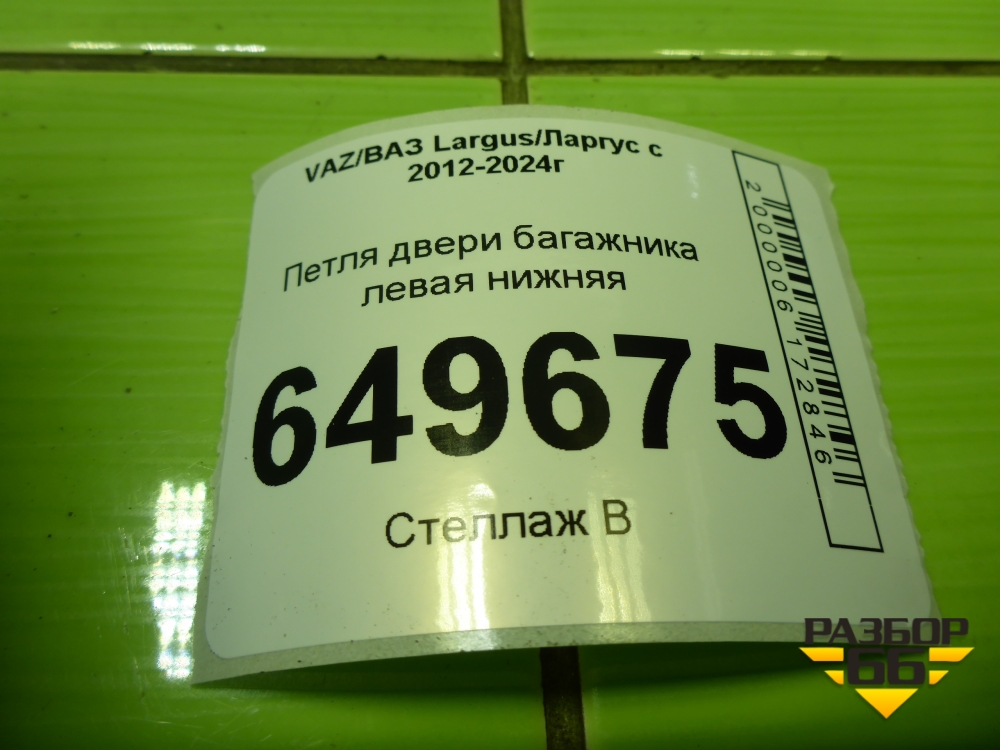 VAZ/ВАЗ Largus/Ларгус с
2012-2024г
Петля двери багажника
левая нижняя
649675
Стеллаж В
2000006172846
РАЗБОР
66